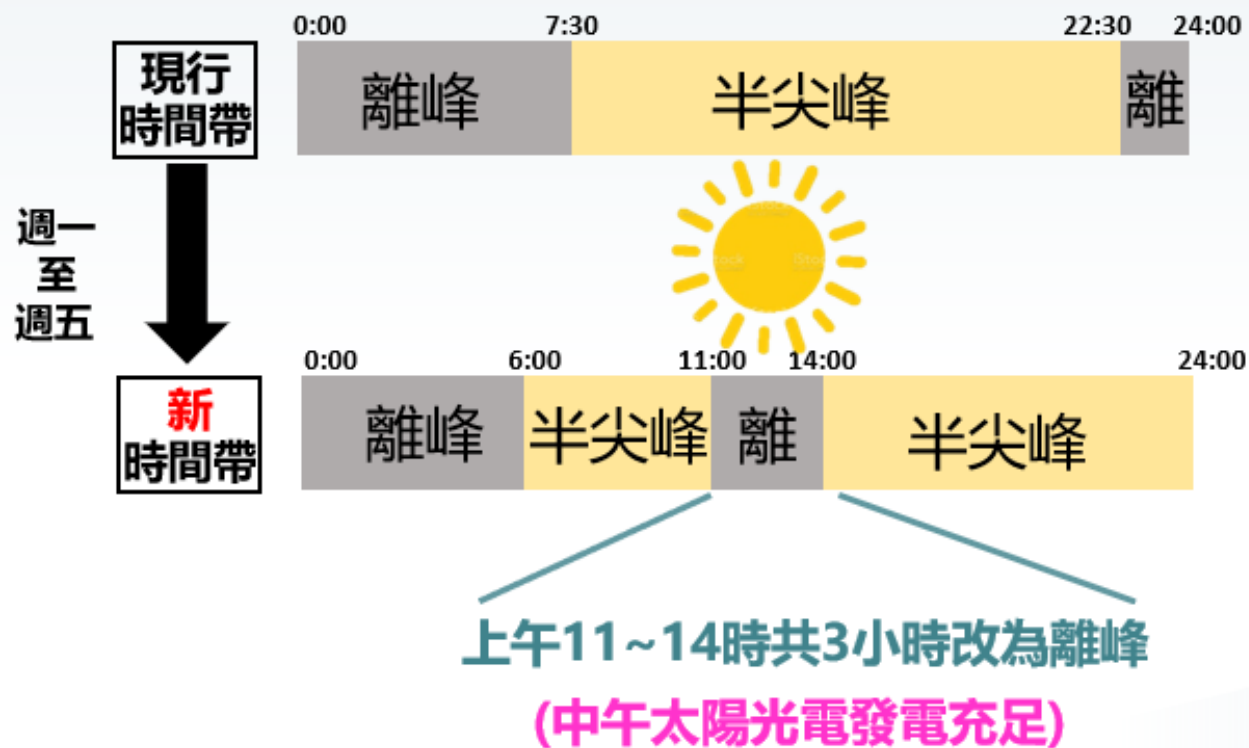 0:00 7:30 22:30 24:00
現行
時間帶
離峰 半尖峰 離
週一
至
週五
0:00 6:00 11:00 14:00 24:00
新
時間帶
離峰 半尖峰 離 半尖峰
上午11~14時共3小時改為離峰
(中午太陽光電發電充足)